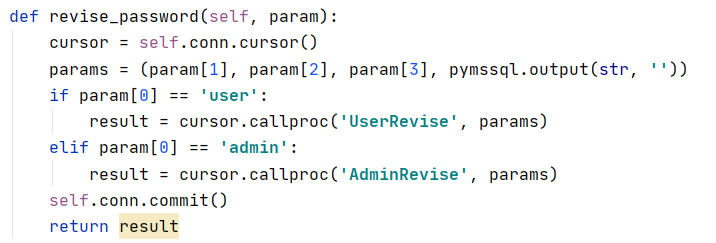 def revise_password(self, param):
    cursor = self.conn.cursor()
    params = (param[1], param[2], param[3], pymssql.output(str, ''))
    if param[0] == 'user':
        result = cursor.callproc('UserRevise', params)
    elif param[0] == 'admin':
        result = cursor.callproc('AdminRevise', params)
    self.conn.commit()
    return result